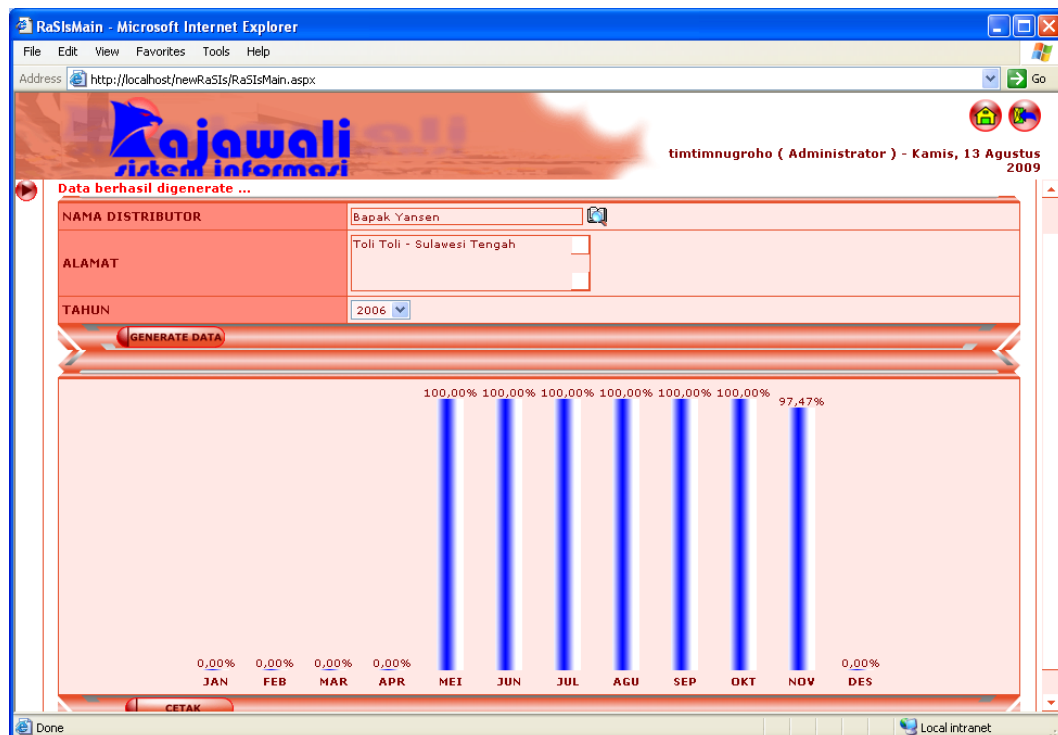 RaSIsMain - Microsoft Internet Explorer
File Edit View Favorites Tools Help
Address http://localhost/newRaSIs/RaSIsMain.aspx Go
Rajawali
sistem informasi
timtimnugroho ( Administrator ) - Kamis, 13 Agustus
2009
Data berhasil digenerate ...
NAMA DISTRIBUTOR Bapak Yansen
ALAMAT Toli Toli - Sulawesi Tengah
TAHUN 2006
GENERATE DATA
100,00% 100,00% 100,00% 100,00% 100,00% 100,00% 97,47%
0,00% 0,00% 0,00% 0,00% 0,00%
JAN FEB MAR APR MEI JUN JUL AGU SEP OKT NOV DES
CETAK
Done Local intranet